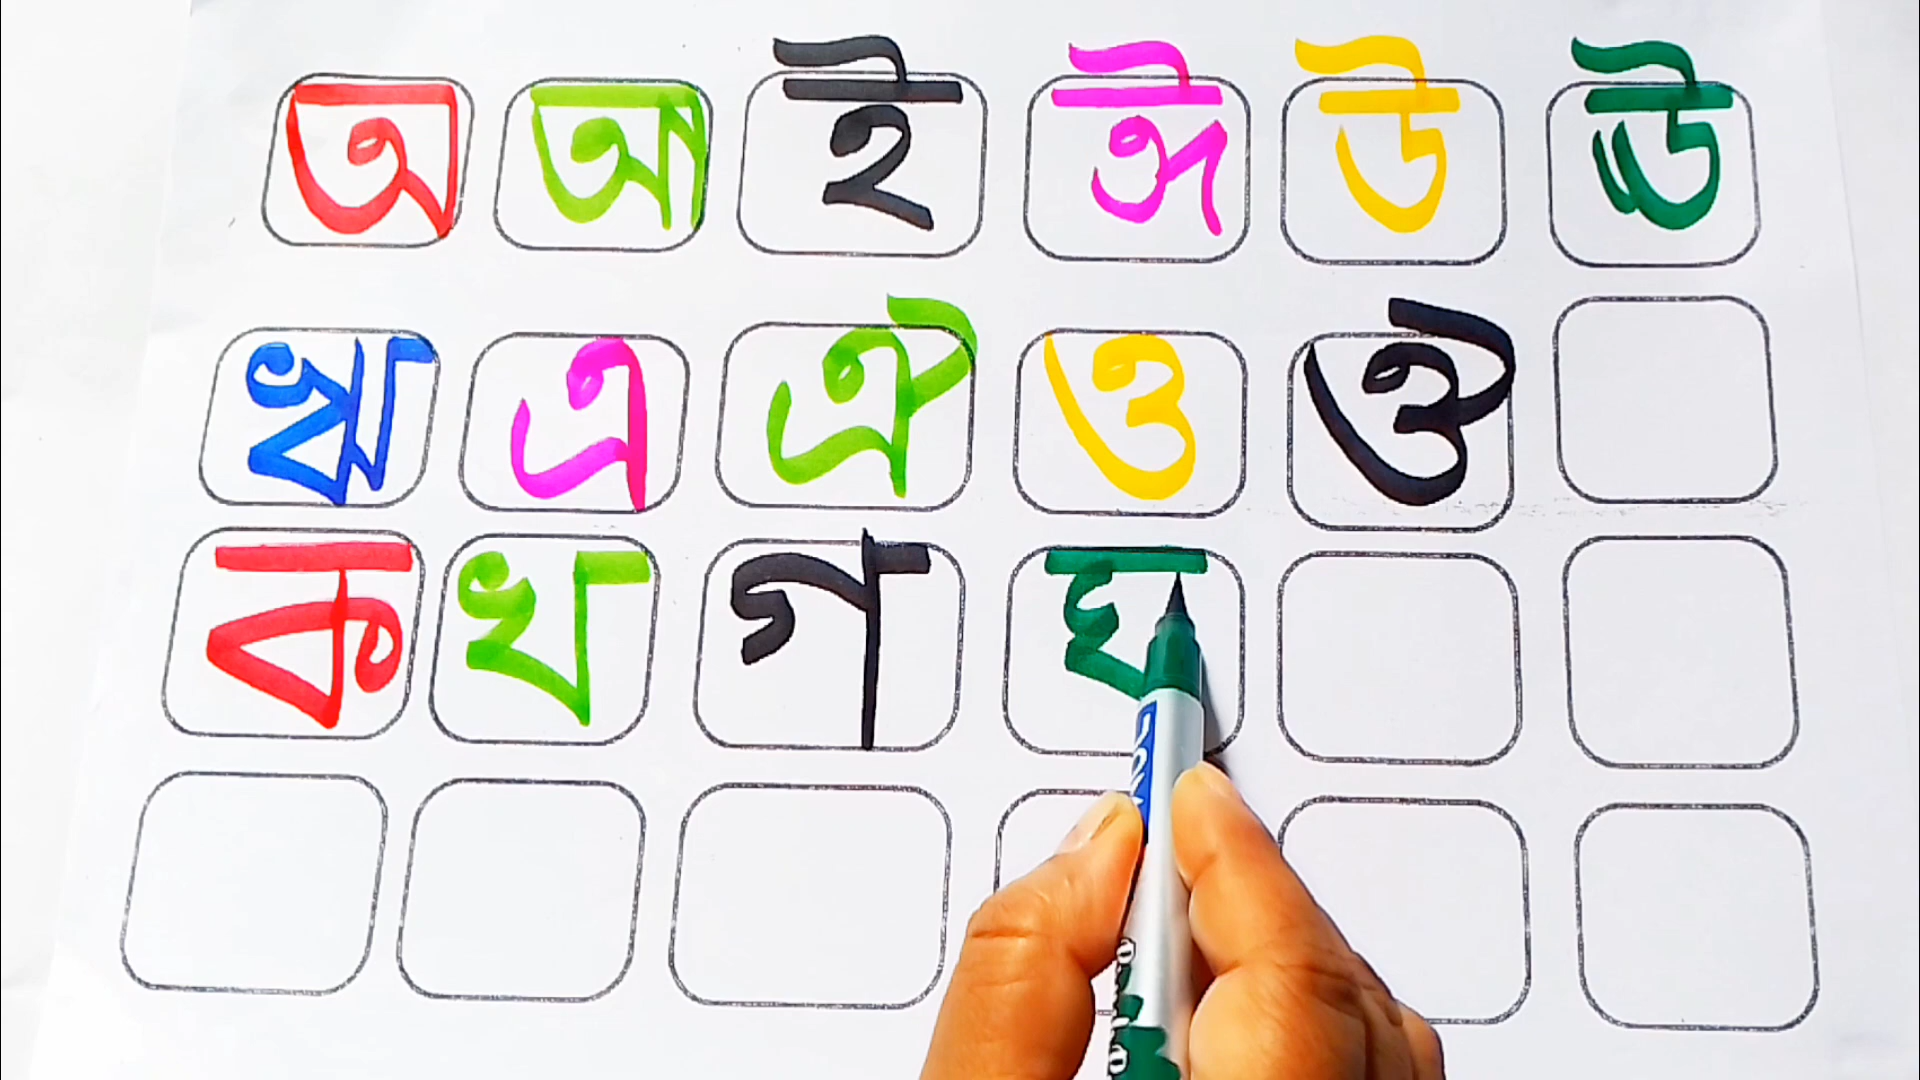 অ আ ই ঈ উ ঊ
ঋ এ ঐ ও ঔ
ক খ গ ঘ